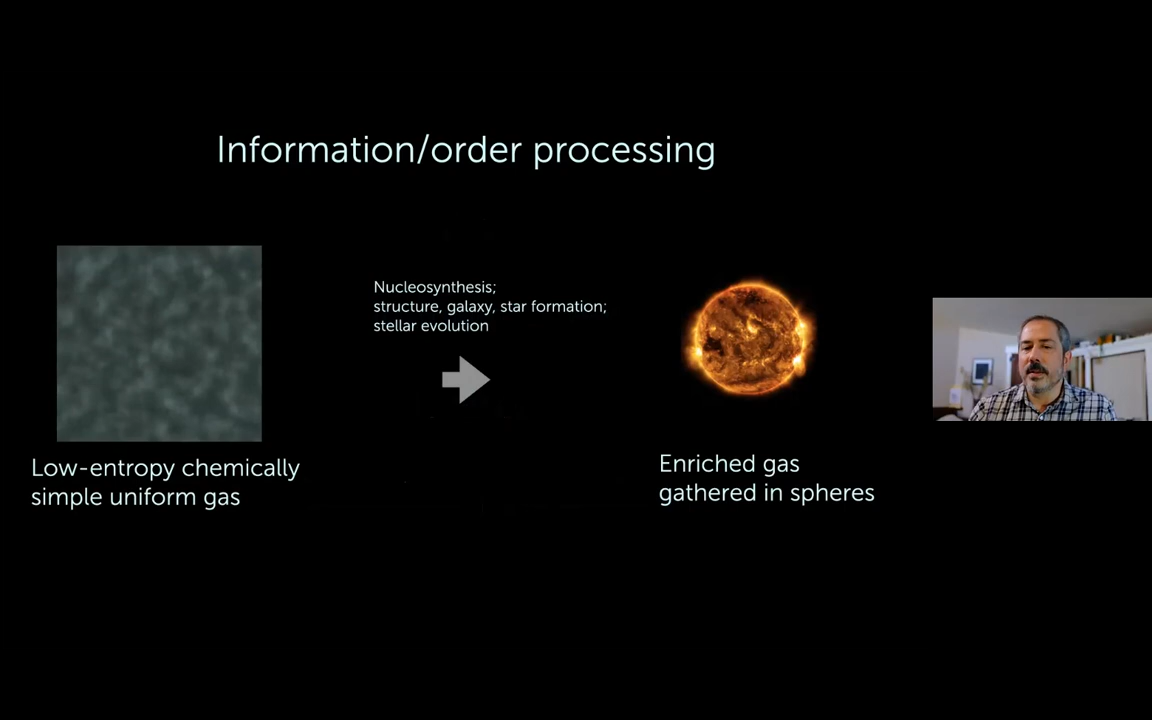 Information/order processing
Nucleosynthesis;
structure, galaxy, star formation;
stellar evolution
Low-entropy chemically
simple uniform gas
Enriched gas
gathered in spheres